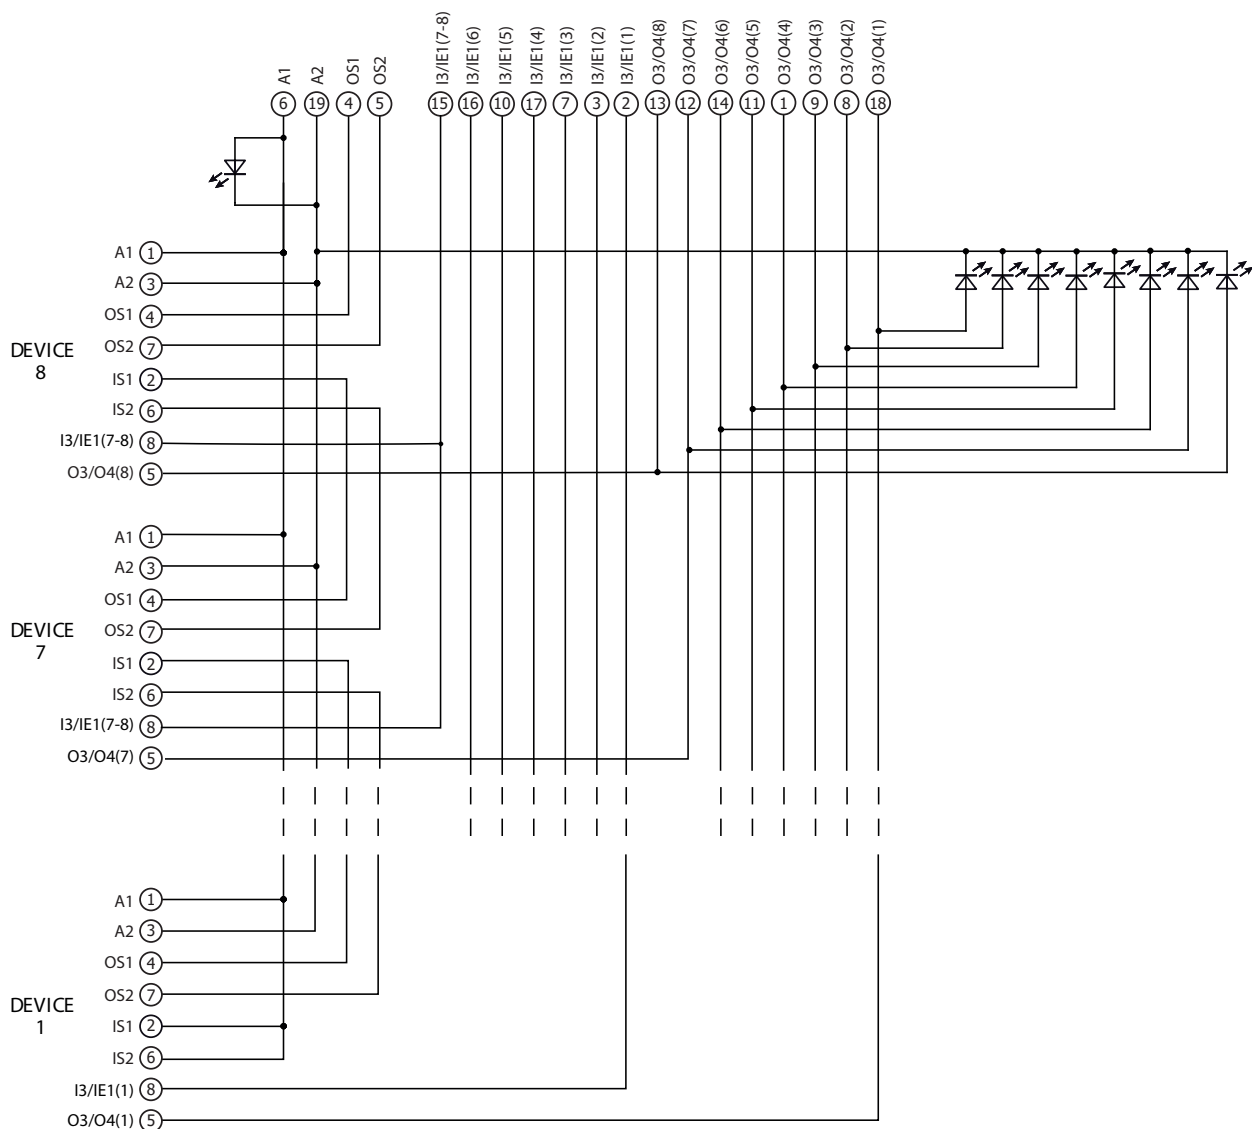 A1
A2
OS1
OS2
I3/IE1(7-8)
I3/IE1(6)
I3/IE1(5)
I3/IE1(4)
I3/IE1(3)
I3/IE1(2)
I3/IE1(1)
O3/O4(8)
O3/O4(7)
O3/O4(6)
O3/O4(5)
O3/O4(4)
O3/O4(3)
O3/O4(2)
O3/O4(1)
6 19 4 5 15 16 10 17 7 3 2 13 12 14 11 1 9 8 18
A1 1
A2 3
OS1 4
OS2 7
DEVICE
8
IS1 2
IS2 6
I3/IE1(7-8) 8
O3/O4(8) 5
A1 1
A2 3
OS1 4
OS2 7
DEVICE
7
IS1 2
IS2 6
I3/IE1(7-8) 8
O3/O4(7) 5
A1 1
A2 3
OS1 4
OS2 7
DEVICE
1
IS1 2
IS2 6
I3/IE1(1) 8
O3/O4(1) 5